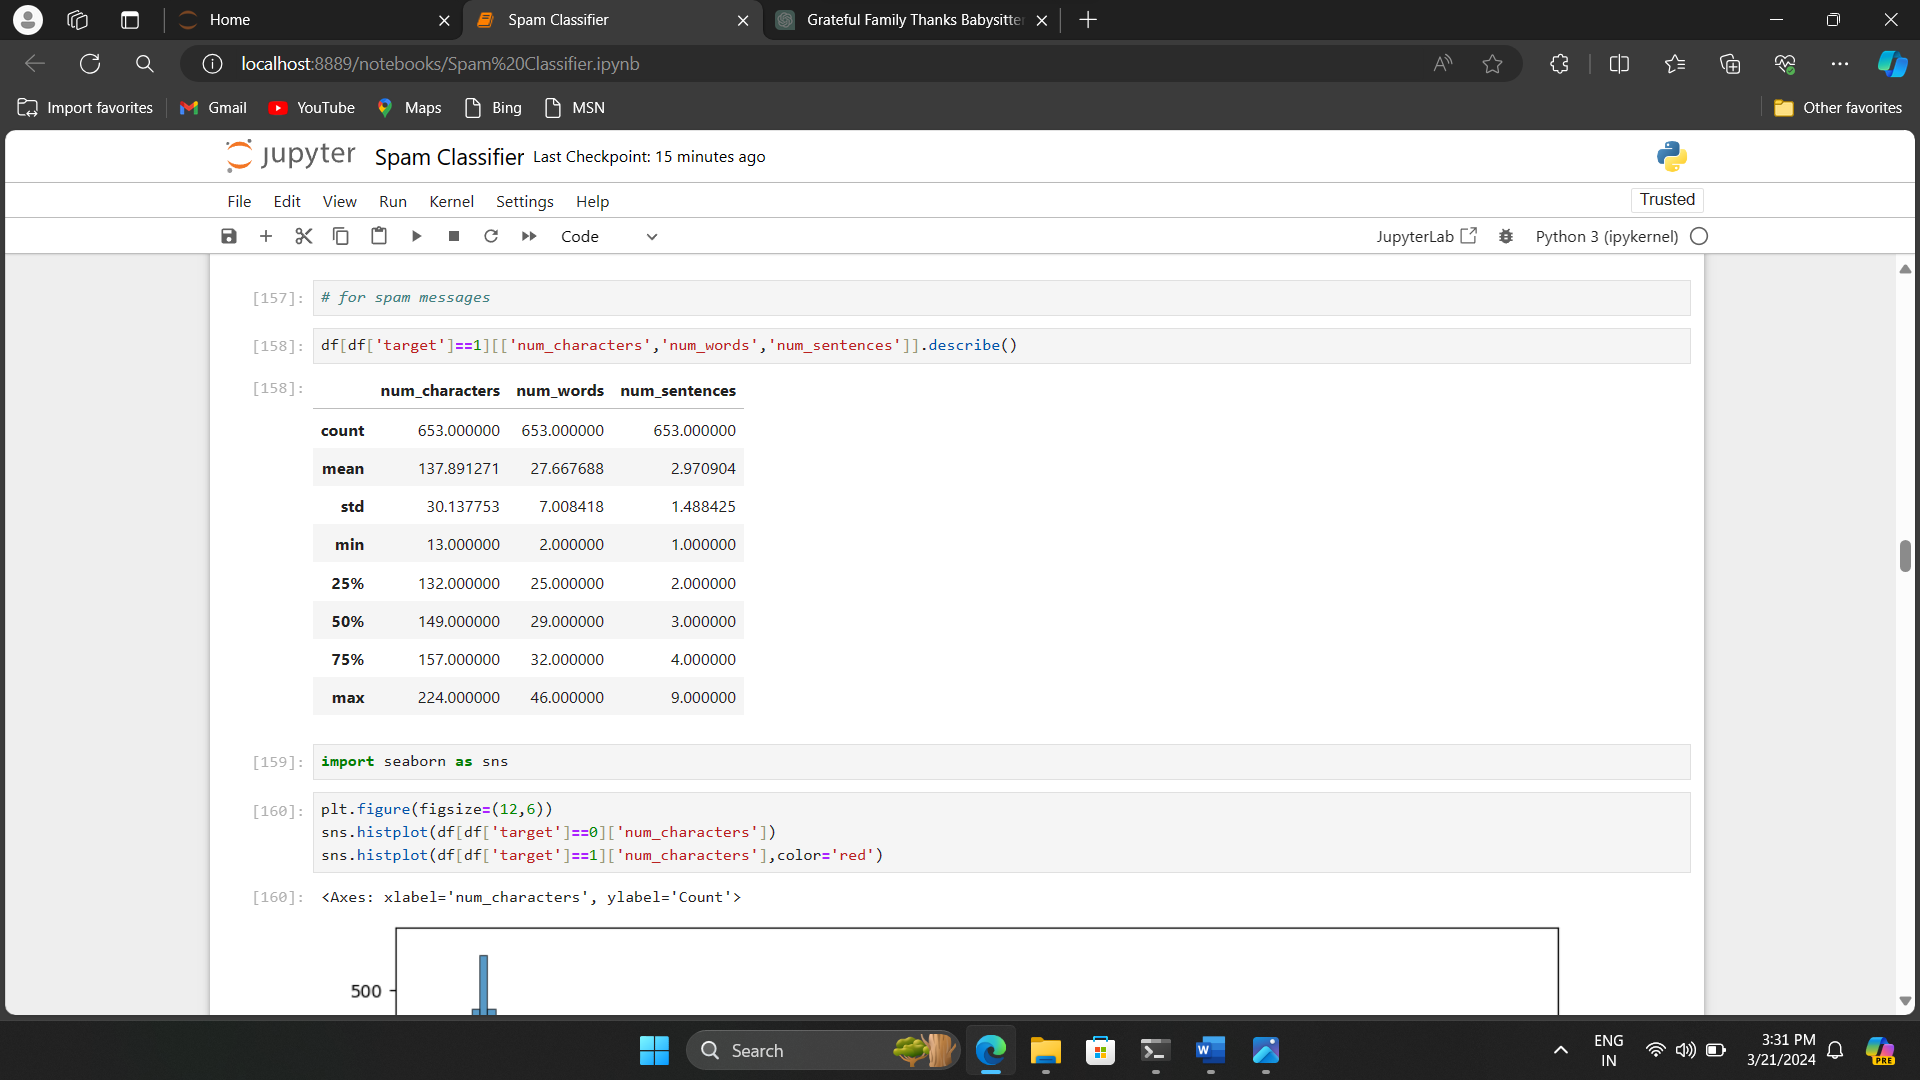 Home
Spam Classifier
Grateful Family Thanks Babysitter
localhost:8889/notebooks/Spam%20Classifier.ipynb
Import favorites
Gmail
YouTube
Maps
Bing
MSN
Other favorites
jupyter Spam Classifier Last Checkpoint: 15 minutes ago
File Edit View Run Kernel Settings Help
Trusted
Code
JupyterLab
Python 3 (ipykernel)
[157]: # for spam messages
[158]: df[df['target']==1][['num_characters','num_words','num_sentences']].describe()
[158]: num_characters num_words num_sentences
count 653.000000 653.000000 653.000000
mean 137.891271 27.667688 2.970904
std 30.137753 7.008418 1.488425
min 13.000000 2.000000 1.000000
25% 132.000000 25.000000 2.000000
50% 149.000000 29.000000 3.000000
75% 157.000000 32.000000 4.000000
max 224.000000 46.000000 9.000000
[159]: import seaborn as sns
[160]: plt.figure(figsize=(12,6))
sns.histplot(df[df['target']==0]['num_characters'])
sns.histplot(df[df['target']==1]['num_characters'],color='red')
[160]: <Axes: xlabel='num_characters', ylabel='Count'>
500
Search
ENG
IN
3:31 PM
3/21/2024
PRE